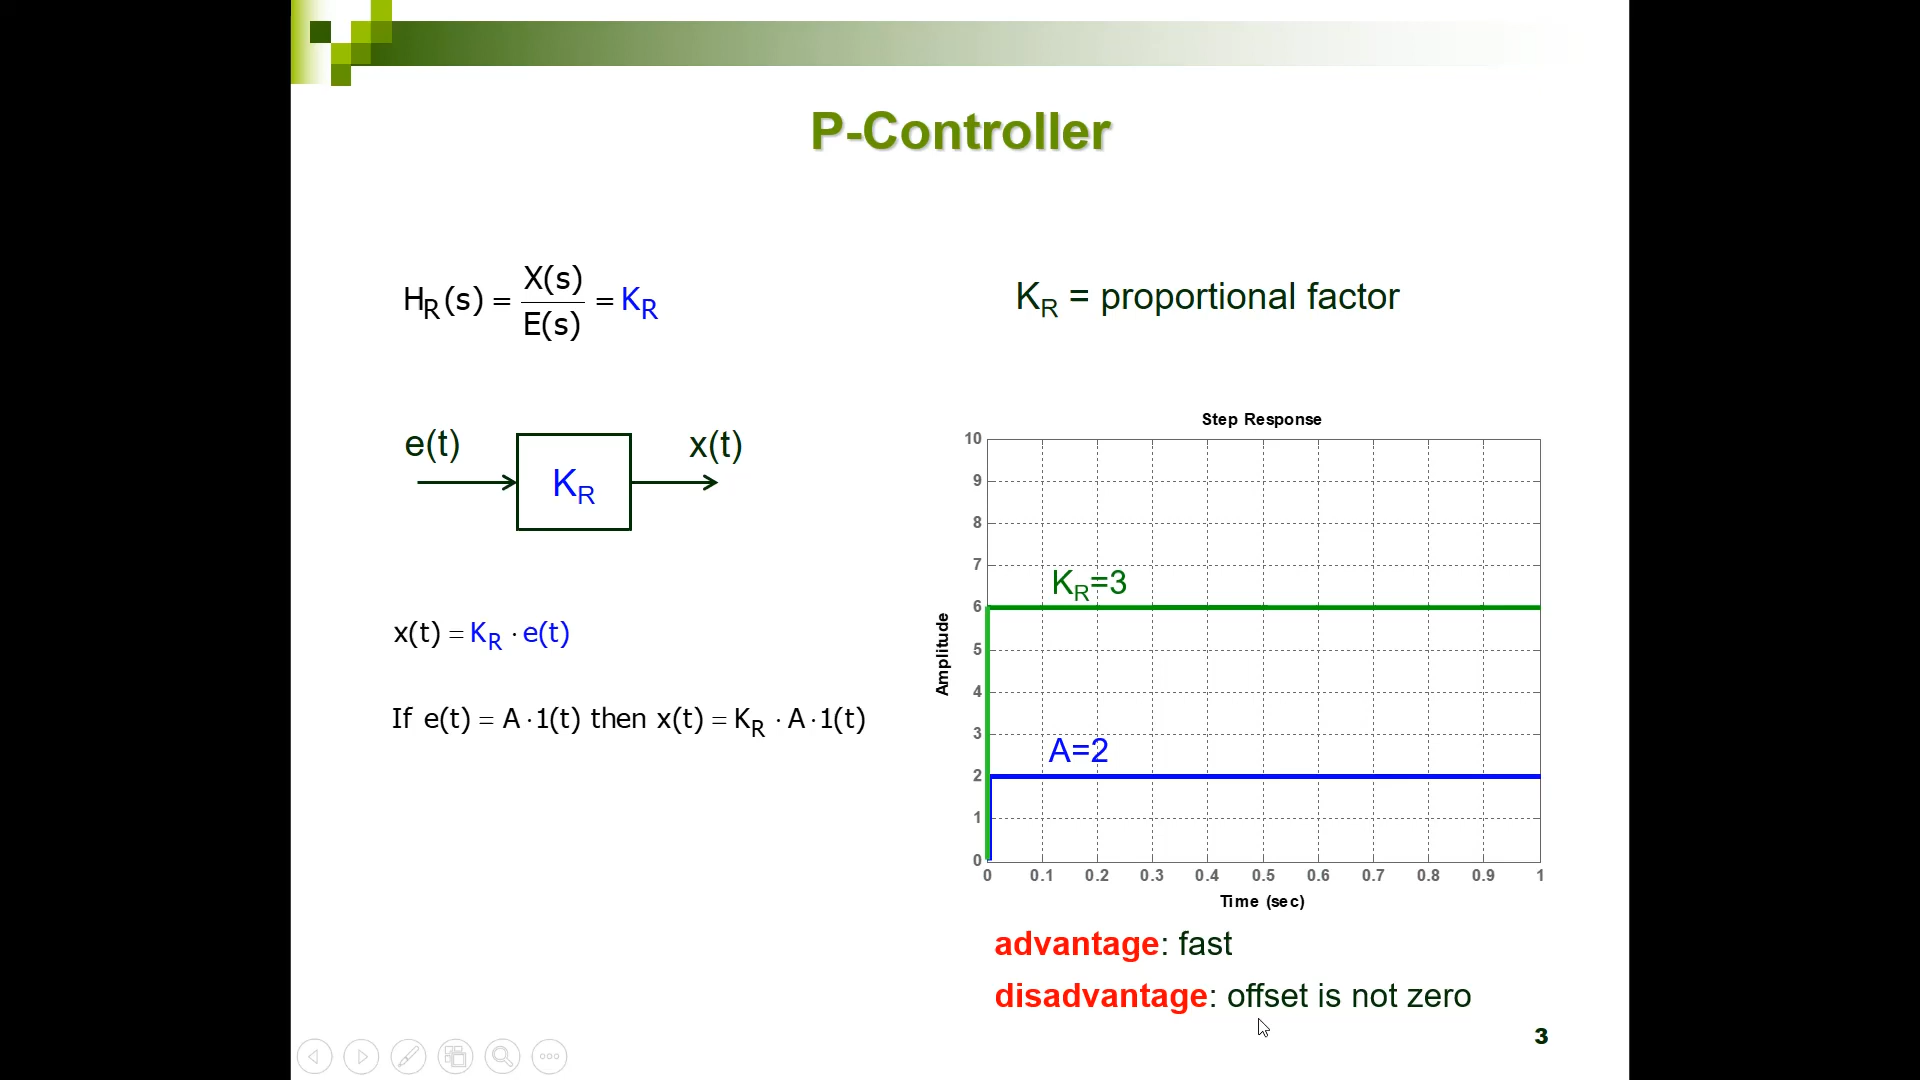 P-Controller
H_R(s) = X(s)/E(s) = K_R
K_R = proportional factor
e(t)
K_R
x(t)
x(t) = K_R · e(t)
If e(t) = A · 1(t) then x(t) = K_R · A · 1(t)
Step Response
10
9
8
7
6
5
4
3
2
1
0
Amplitude
K_R=3
A=2
0 0.1 0.2 0.3 0.4 0.5 0.6 0.7 0.8 0.9 1
Time (sec)
advantage: fast
disadvantage: offset is not zero
3